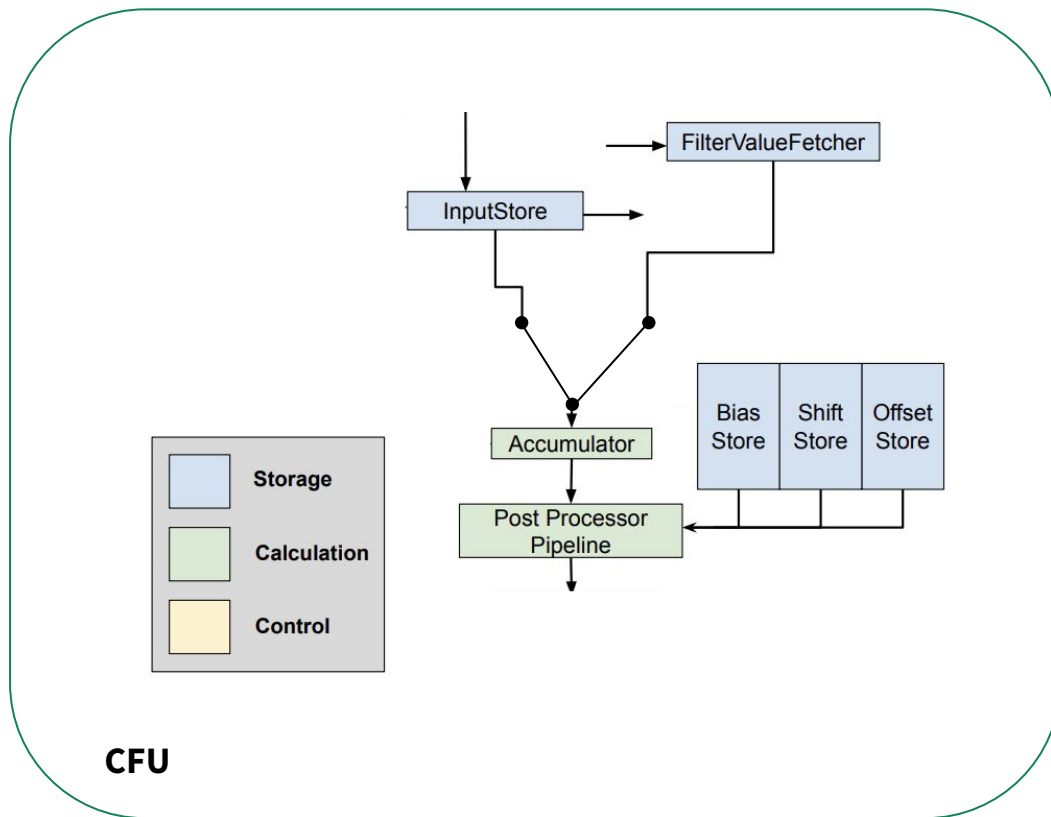 FilterValueFetcher
InputStore
Bias
Store
Shift
Store
Offset
Store
Accumulator
Post Processor
Pipeline
Storage
Calculation
Control
CFU